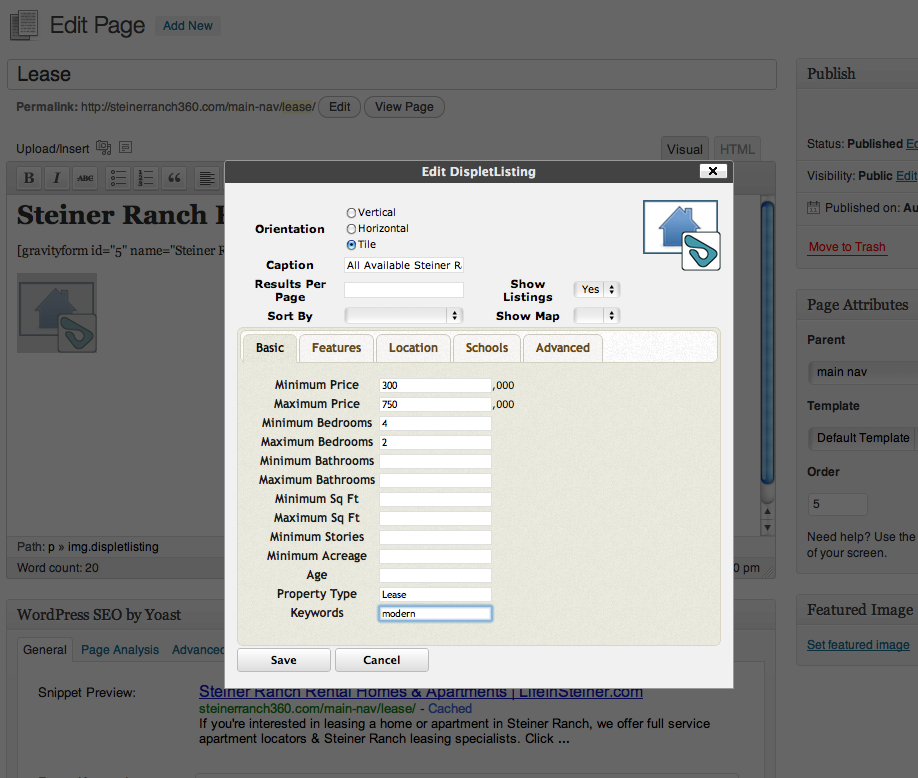 Edit Page Add New
Lease
Permalink: http://steinerranch360.com/main-nav/lease/ Edit View Page
Upload/Insert Visual HTML
B I ABC
Steiner Ranch
[gravityform id="5" name="Steiner R
Path: p » img.displetlisting
Word count: 20
0 pm
WordPress SEO by Yoast
General Page Analysis Advanced
Snippet Preview:
Steiner Ranch Rental Homes & Apartments | LifeInSteiner.com
steinerranch360.com/main-nav/lease/ - Cached
If you're interested in leasing a home or apartment in Steiner Ranch, we offer full service
apartment locators & Steiner Ranch leasing specialists. Click ...
Edit DispletListing
X
Orientation
Vertical
Horizontal
Tile
Caption All Available Steiner Ra
Results Per
Page
Show
Listings
Yes
Sort By Show Map
Basic Features Location Schools Advanced
Minimum Price 300 ,000
Maximum Price 750 ,000
Minimum Bedrooms 4
Maximum Bedrooms 2
Minimum Bathrooms
Maximum Bathrooms
Minimum Sq Ft
Maximum Sq Ft
Minimum Stories
Minimum Acreage
Age
Property Type Lease
Keywords modern
Save Cancel
Publish
Status: Published Ed
Visibility: Public Edit
Published on: Au
Move to Trash
Page Attributes
Parent
main nav
Template
Default Template
Order
5
Need help? Use the
of your screen.
Featured Image
Set featured image